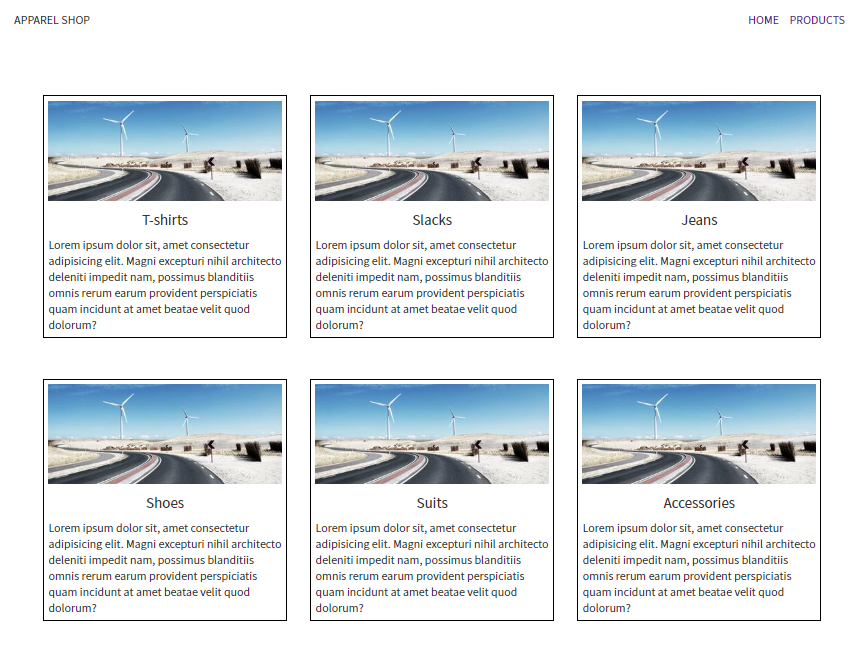 APPAREL SHOP
HOME PRODUCTS
T-shirts
Lorem ipsum dolor sit, amet consectetur
adipisicing elit. Magni excepturi nihil architecto
deleniti impedit nam, possimus blanditiis
omnis rerum earum provident perspiciatis
quam incidunt at amet beatae velit quod
dolorum?
Slacks
Lorem ipsum dolor sit, amet consectetur
adipisicing elit. Magni excepturi nihil architecto
deleniti impedit nam, possimus blanditiis
omnis rerum earum provident perspiciatis
quam incidunt at amet beatae velit quod
dolorum?
Jeans
Lorem ipsum dolor sit, amet consectetur
adipisicing elit. Magni excepturi nihil architecto
deleniti impedit nam, possimus blanditiis
omnis rerum earum provident perspiciatis
quam incidunt at amet beatae velit quod
dolorum?
Shoes
Lorem ipsum dolor sit, amet consectetur
adipisicing elit. Magni excepturi nihil architecto
deleniti impedit nam, possimus blanditiis
omnis rerum earum provident perspiciatis
quam incidunt at amet beatae velit quod
dolorum?
Suits
Lorem ipsum dolor sit, amet consectetur
adipisicing elit. Magni excepturi nihil architecto
deleniti impedit nam, possimus blanditiis
omnis rerum earum provident perspiciatis
quam incidunt at amet beatae velit quod
dolorum?
Accessories
Lorem ipsum dolor sit, amet consectetur
adipisicing elit. Magni excepturi nihil architecto
deleniti impedit nam, possimus blanditiis
omnis rerum earum provident perspiciatis
quam incidunt at amet beatae velit quod
dolorum?